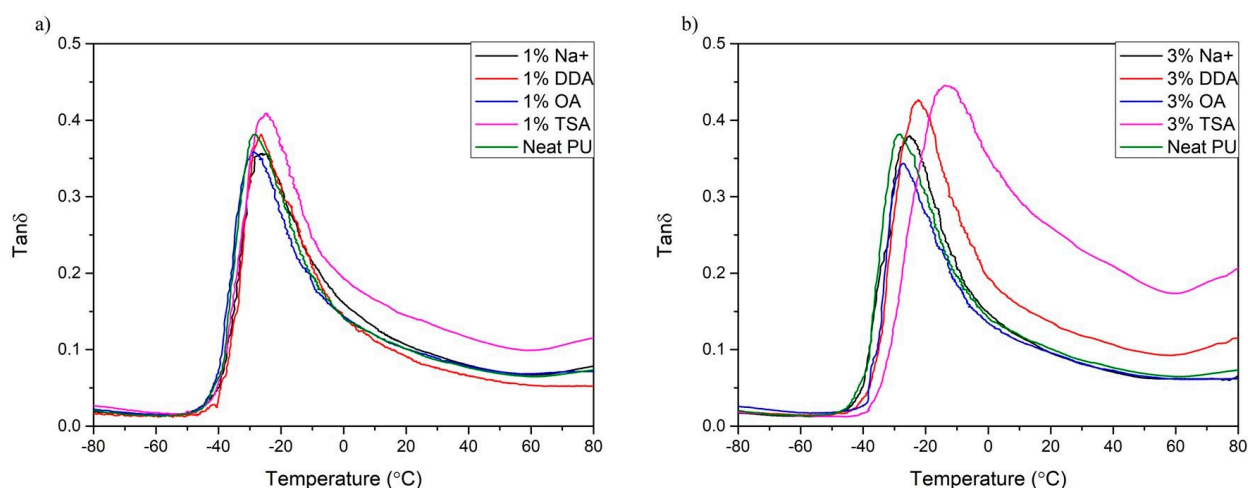 a)
0.5
0.4
0.3
0.2
0.1
0.0
Tanδ
1% Na+
1% DDA
1% OA
1% TSA
Neat PU
-80 -60 -40 -20 0 20 40 60 80
Temperature (°C)
b)
0.5
0.4
0.3
0.2
0.1
0.0
Tanδ
3% Na+
3% DDA
3% OA
3% TSA
Neat PU
-80 -60 -40 -20 0 20 40 60 80
Temperature (°C)